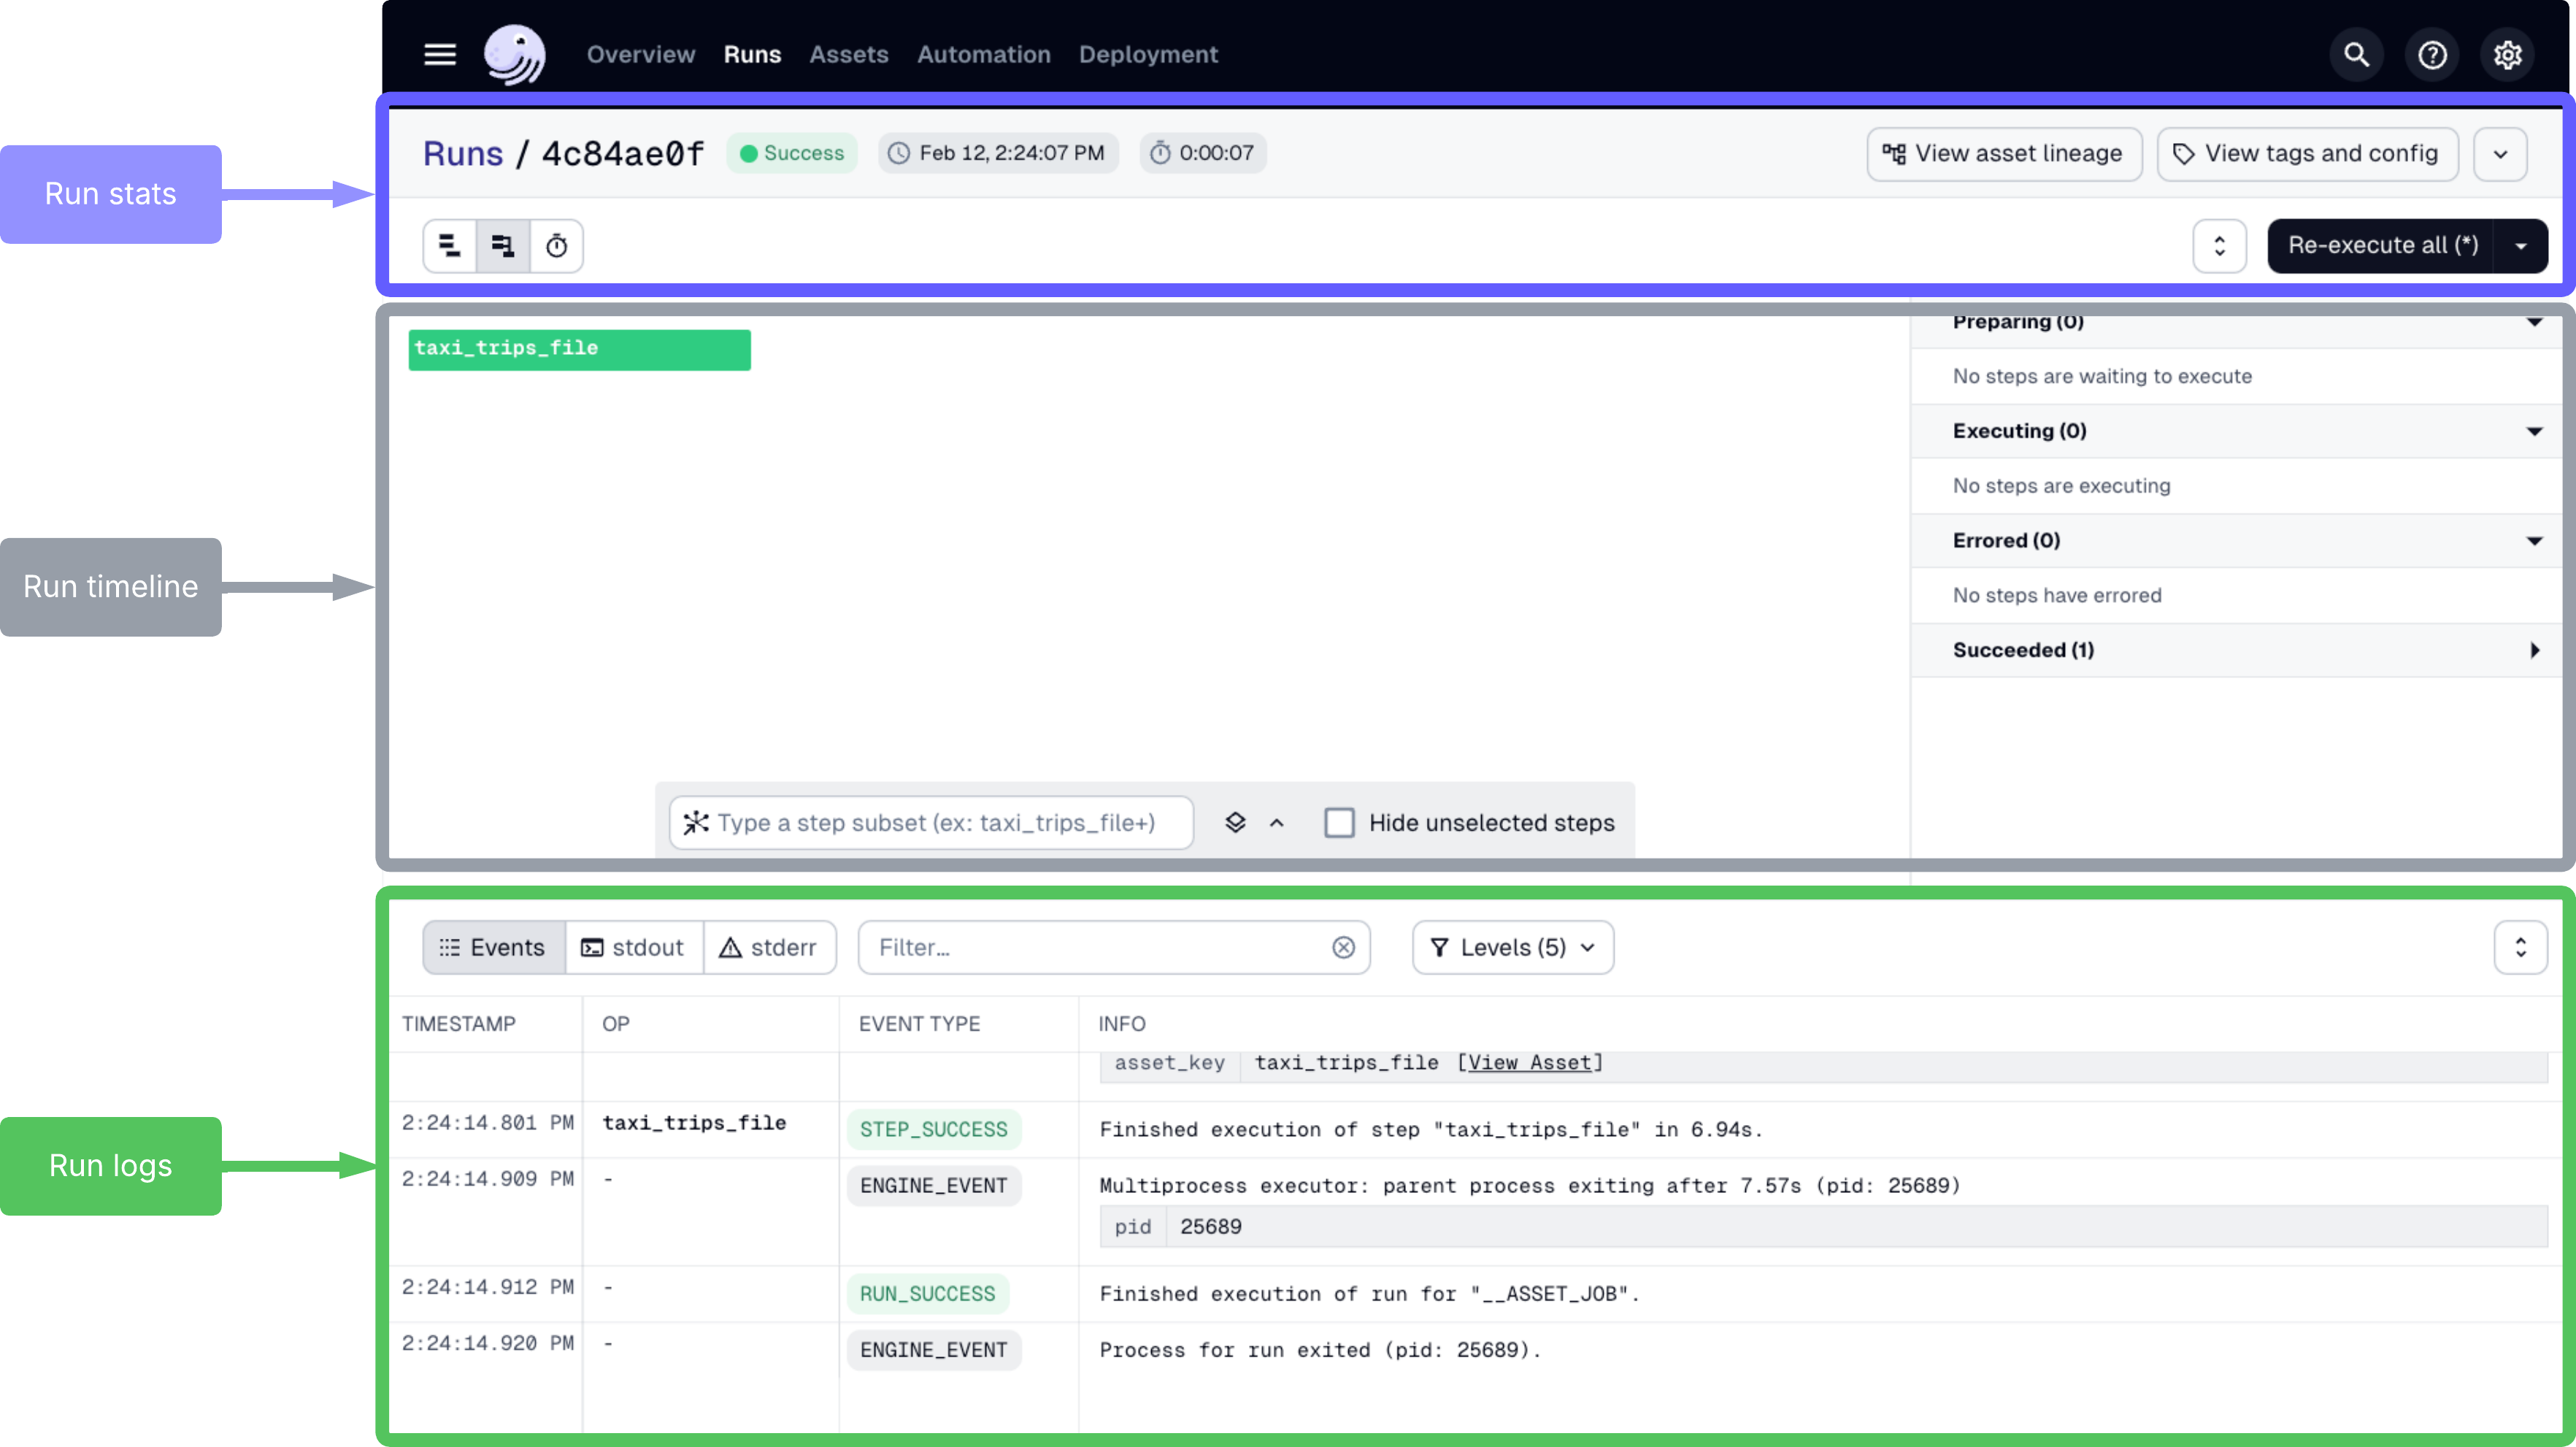 Overview Runs Assets Automation Deployment
Run stats
Runs / 4c84ae0f Success Feb 12, 2:24:07 PM 0:00:07 View asset lineage View tags and config
Re-execute all (*)
Run timeline
taxi_trips_file
Preparing (0)
No steps are waiting to execute
Executing (0)
No steps are executing
Errored (0)
No steps have errored
Succeeded (1)
Type a step subset (ex: taxi_trips_file+) Hide unselected steps
Run logs
Events stdout stderr Filter... Levels (5)
TIMESTAMP OP EVENT TYPE INFO
asset_key taxi_trips_file [View Asset]
2:24:14.801 PM taxi_trips_file STEP_SUCCESS Finished execution of step "taxi_trips_file" in 6.94s.
2:24:14.909 PM - ENGINE_EVENT Multiprocess executor: parent process exiting after 7.57s (pid: 25689)
pid 25689
2:24:14.912 PM - RUN_SUCCESS Finished execution of run for "__ASSET_JOB".
2:24:14.920 PM - ENGINE_EVENT Process for run exited (pid: 25689).